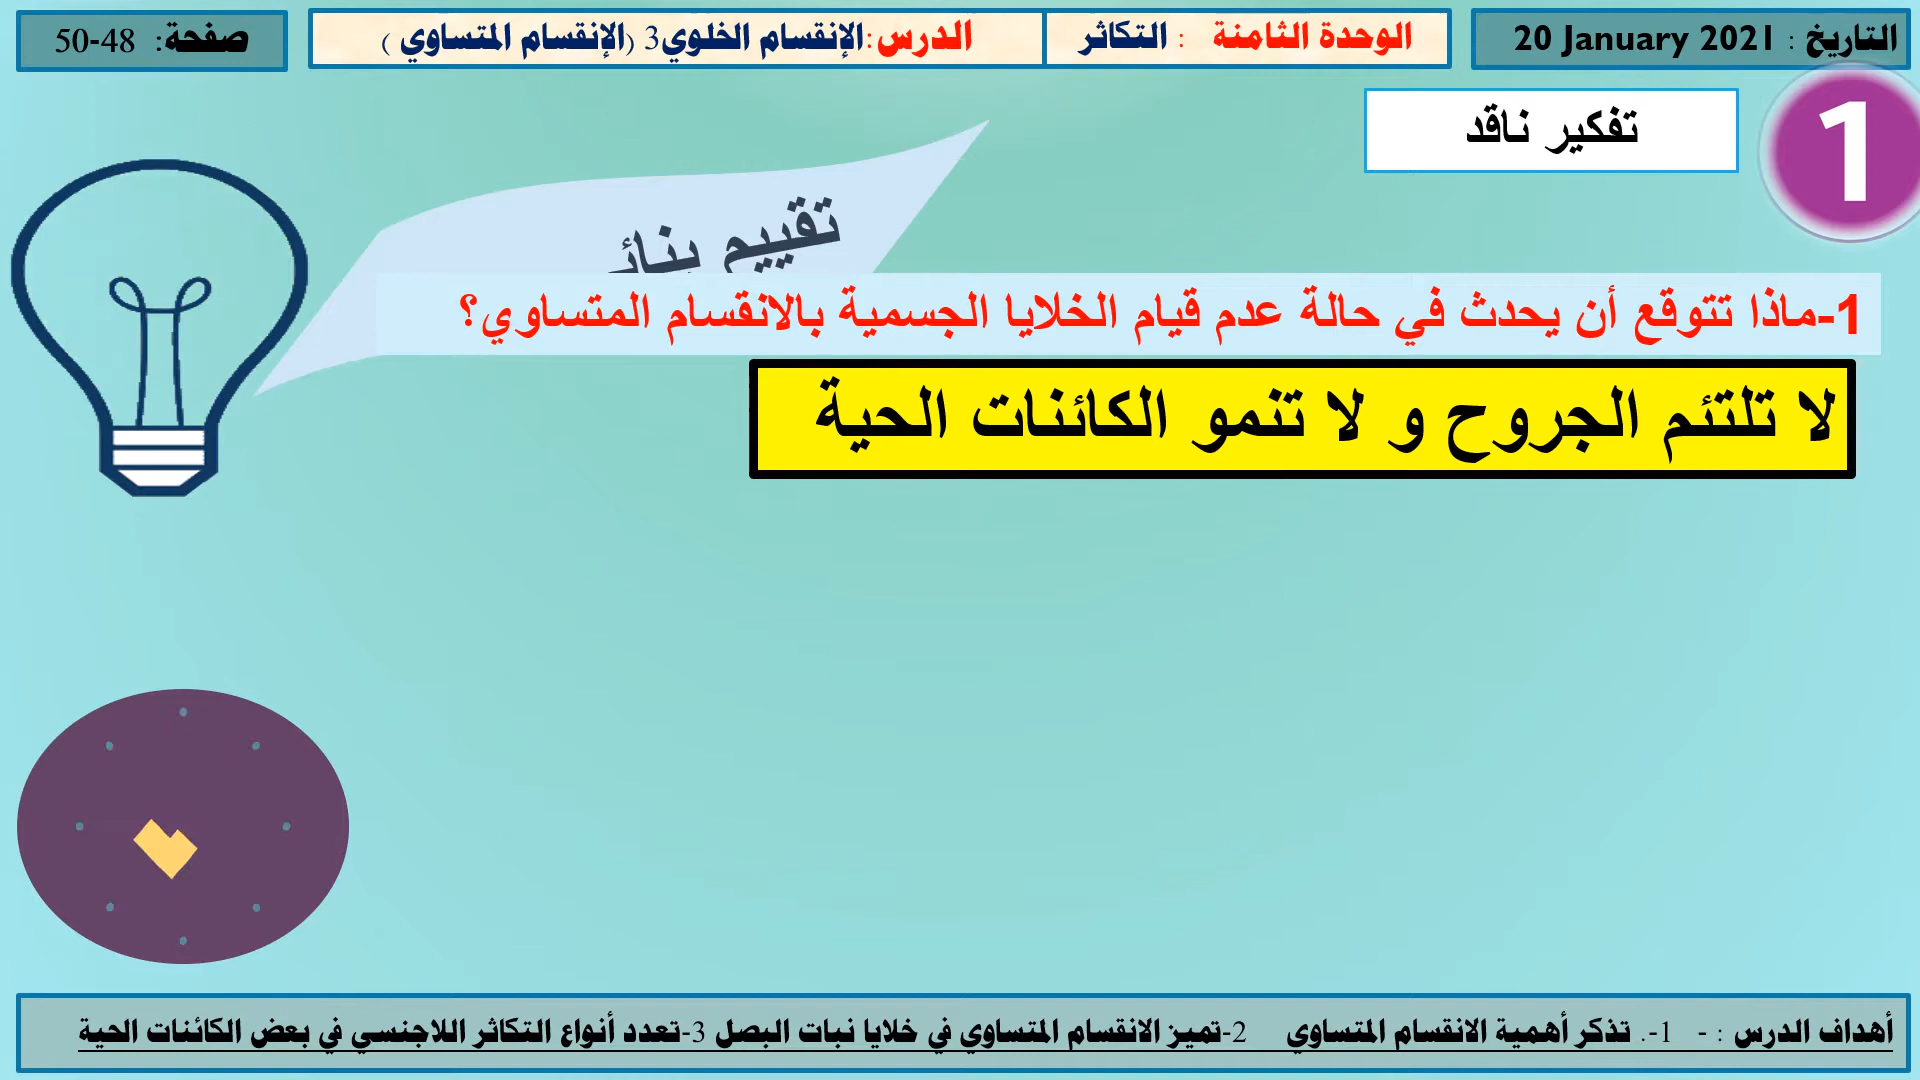 التاريخ : 20 January 2021
الوحدة الثامنة : التكاثر
الدرس:الإنقسام الخلوي3 (الإنقسام المتساوي )
صفحة: 48-50
1
تفكير ناقد
تقييم
1-ماذا تتوقع أن يحدث في حالة عدم قيام الخلايا الجسمية بالانقسام المتساوي؟
لا تلتئم الجروح و لا تنمو الكائنات الحية
أهداف الدرس : - 1-. تذكر أهمية الانقسام المتساوي 2-تميز الانقسام المتساوي في خلايا نبات البصل 3-تعدد أنواع التكاثر اللاجنسي في بعض الكائنات الحية